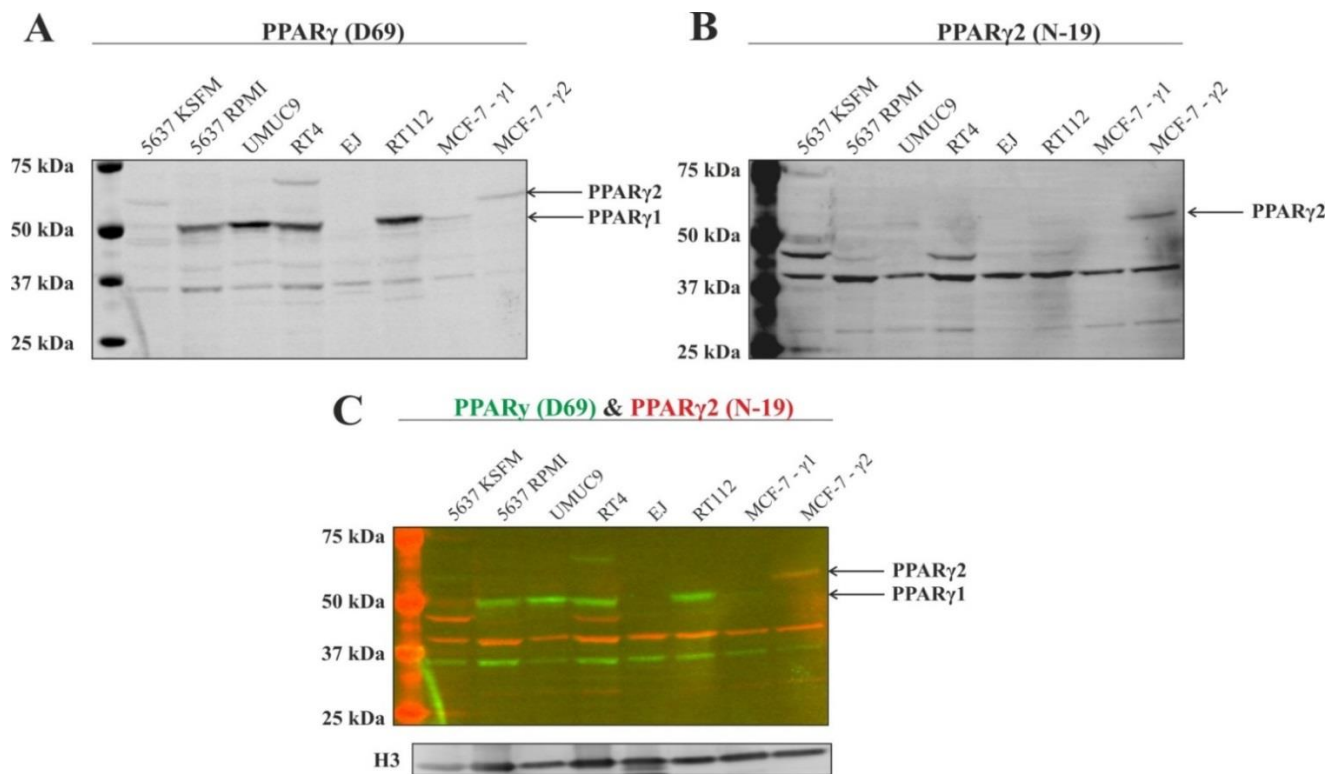 A
PPARγ (D69)
5637 KSFM
5637 RPMI
UMUC9
RT4
EJ
RT112
MCF-7 - γ1
MCF-7 - γ2
75 kDa
50 kDa
37 kDa
25 kDa
PPARγ2
PPARγ1
B
PPARγ2 (N-19)
5637 KSFM
5637 RPMI
UMUC9
RT4
EJ
RT112
MCF-7 - γ1
MCF-7 - γ2
75 kDa
50 kDa
37 kDa
25 kDa
PPARγ2
C
PPARγ (D69) & PPARγ2 (N-19)
5637 KSFM
5637 RPMI
UMUC9
RT4
EJ
RT112
MCF-7 - γ1
MCF-7 - γ2
75 kDa
50 kDa
37 kDa
25 kDa
PPARγ2
PPARγ1
H3